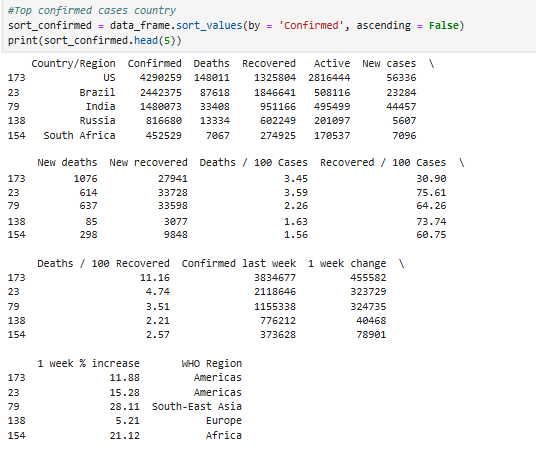 #Top confirmed cases country
sort_confirmed = data_frame.sort_values(by = 'Confirmed', ascending = False)
print(sort_confirmed.head(5))
Country/Region Confirmed Deaths Recovered Active New cases \
173 US 4290259 148011 1325804 2816444 56336
23 Brazil 2442375 87618 1846641 508116 23284
79 India 1480073 33408 951166 495499 44457
138 Russia 816680 13334 602249 201097 5607
154 South Africa 452529 7067 274925 170537 7096
New deaths New recovered Deaths / 100 Cases Recovered / 100 Cases \
173 1076 27941 3.45 30.90
23 614 33728 3.59 75.61
79 637 33598 2.26 64.26
138 85 3077 1.63 73.74
154 298 9848 1.56 60.75
Deaths / 100 Recovered Confirmed last week 1 week change \
173 11.16 3834677 455582
23 4.74 2118646 323729
79 3.51 1155338 324735
138 2.21 776212 40468
154 2.57 373628 78901
1 week % increase WHO Region
173 11.88 Americas
23 15.28 Americas
79 28.11 South-East Asia
138 5.21 Europe
154 21.12 Africa